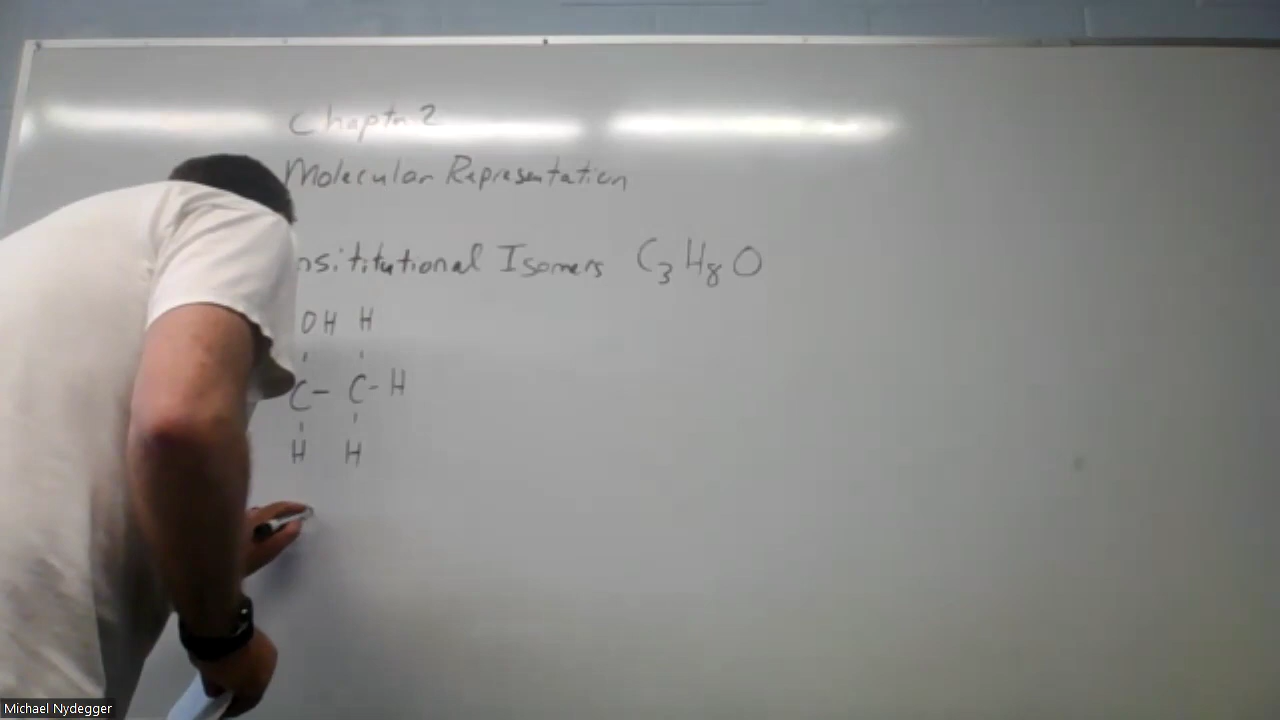 Chaptr 2
Molecular Representation
nsititutional Isomers C3H8O
OH H
C - C - H
H H
Michael Nydegger